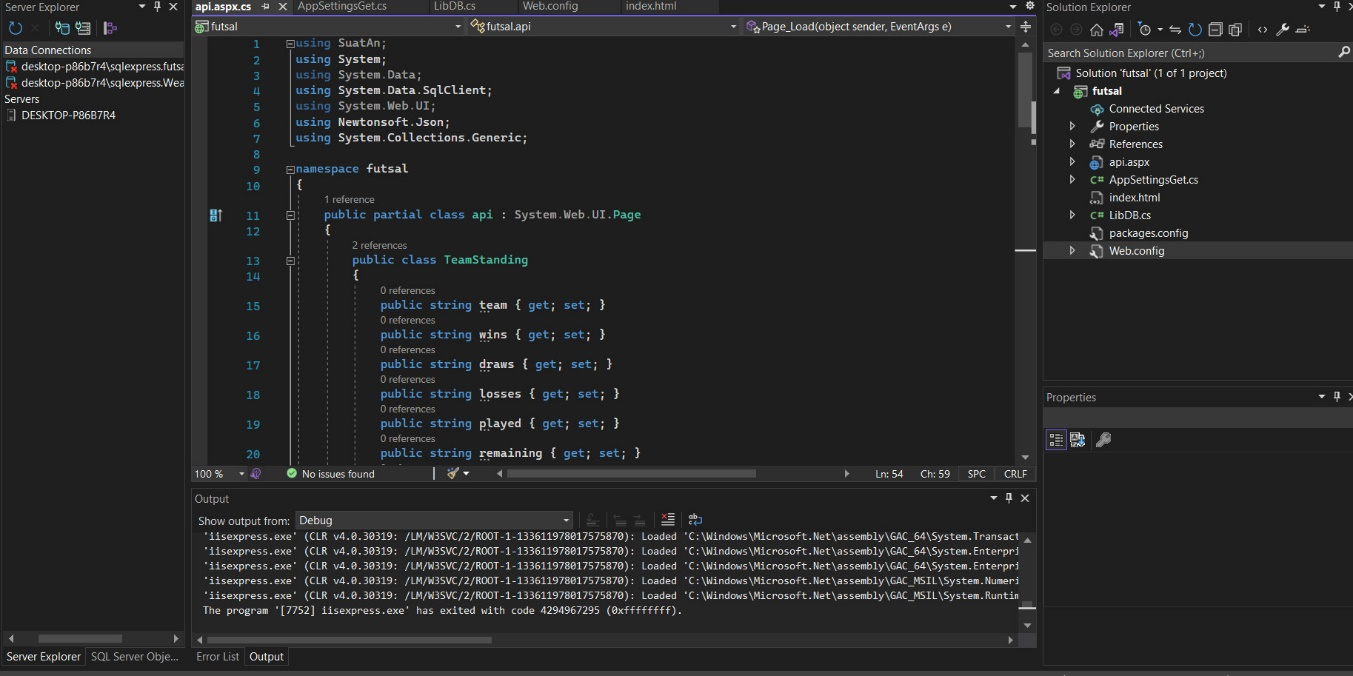 Server Explorer
Data Connections
desktop-p86b7r4\sqlexpress.futsa
desktop-p86b7r4\sqlexpress.Wea
Servers
DESKTOP-P86B7R4
Server Explorer SQL Server Obje...
api.aspx.cs AppSettingsGet.cs LibDB.cs Web.config index.html
futsal futsal.api Page_Load(object sender, EventArgs e)
1 using SuatAn;
2 using System;
3 using System.Data;
4 using System.Data.SqlClient;
5 using System.Web.UI;
6 using Newtonsoft.Json;
7 using System.Collections.Generic;
8
9 namespace futsal
10 {
1 reference
11 public partial class api : System.Web.UI.Page
12 {
2 references
13 public class TeamStanding
14 {
0 references
15 public string team { get; set; }
0 references
16 public string wins { get; set; }
0 references
17 public string draws { get; set; }
0 references
18 public string losses { get; set; }
0 references
19 public string played { get; set; }
0 references
20 public string remaining { get; set; }
100 % No issues found Ln: 54 Ch: 59 SPC CRLF
Output
Show output from: Debug
'iisexpress.exe' (CLR v4.0.30319: /LM/W3SVC/2/ROOT-1-133611978017575870): Loaded 'C:\Windows\Microsoft.Net\assembly\GAC_64\System.Transact
'iisexpress.exe' (CLR v4.0.30319: /LM/W3SVC/2/ROOT-1-133611978017575870): Loaded 'C:\Windows\Microsoft.Net\assembly\GAC_64\System.Enterpri
'iisexpress.exe' (CLR v4.0.30319: /LM/W3SVC/2/ROOT-1-133611978017575870): Loaded 'C:\Windows\Microsoft.Net\assembly\GAC_64\System.Enterpri
'iisexpress.exe' (CLR v4.0.30319: /LM/W3SVC/2/ROOT-1-133611978017575870): Loaded 'C:\Windows\Microsoft.Net\assembly\GAC_MSIL\System.Numeri
'iisexpress.exe' (CLR v4.0.30319: /LM/W3SVC/2/ROOT-1-133611978017575870): Loaded 'C:\Windows\Microsoft.Net\assembly\GAC_MSIL\System.Runtim
The program '[7752] iisexpress.exe' has exited with code 4294967295 (0xffffffff).
Error List Output
Solution Explorer
Search Solution Explorer (Ctrl+;)
Solution 'futsal' (1 of 1 project)
futsal
Connected Services
Properties
References
api.aspx
C# AppSettingsGet.cs
index.html
C# LibDB.cs
packages.config
Web.config
Properties